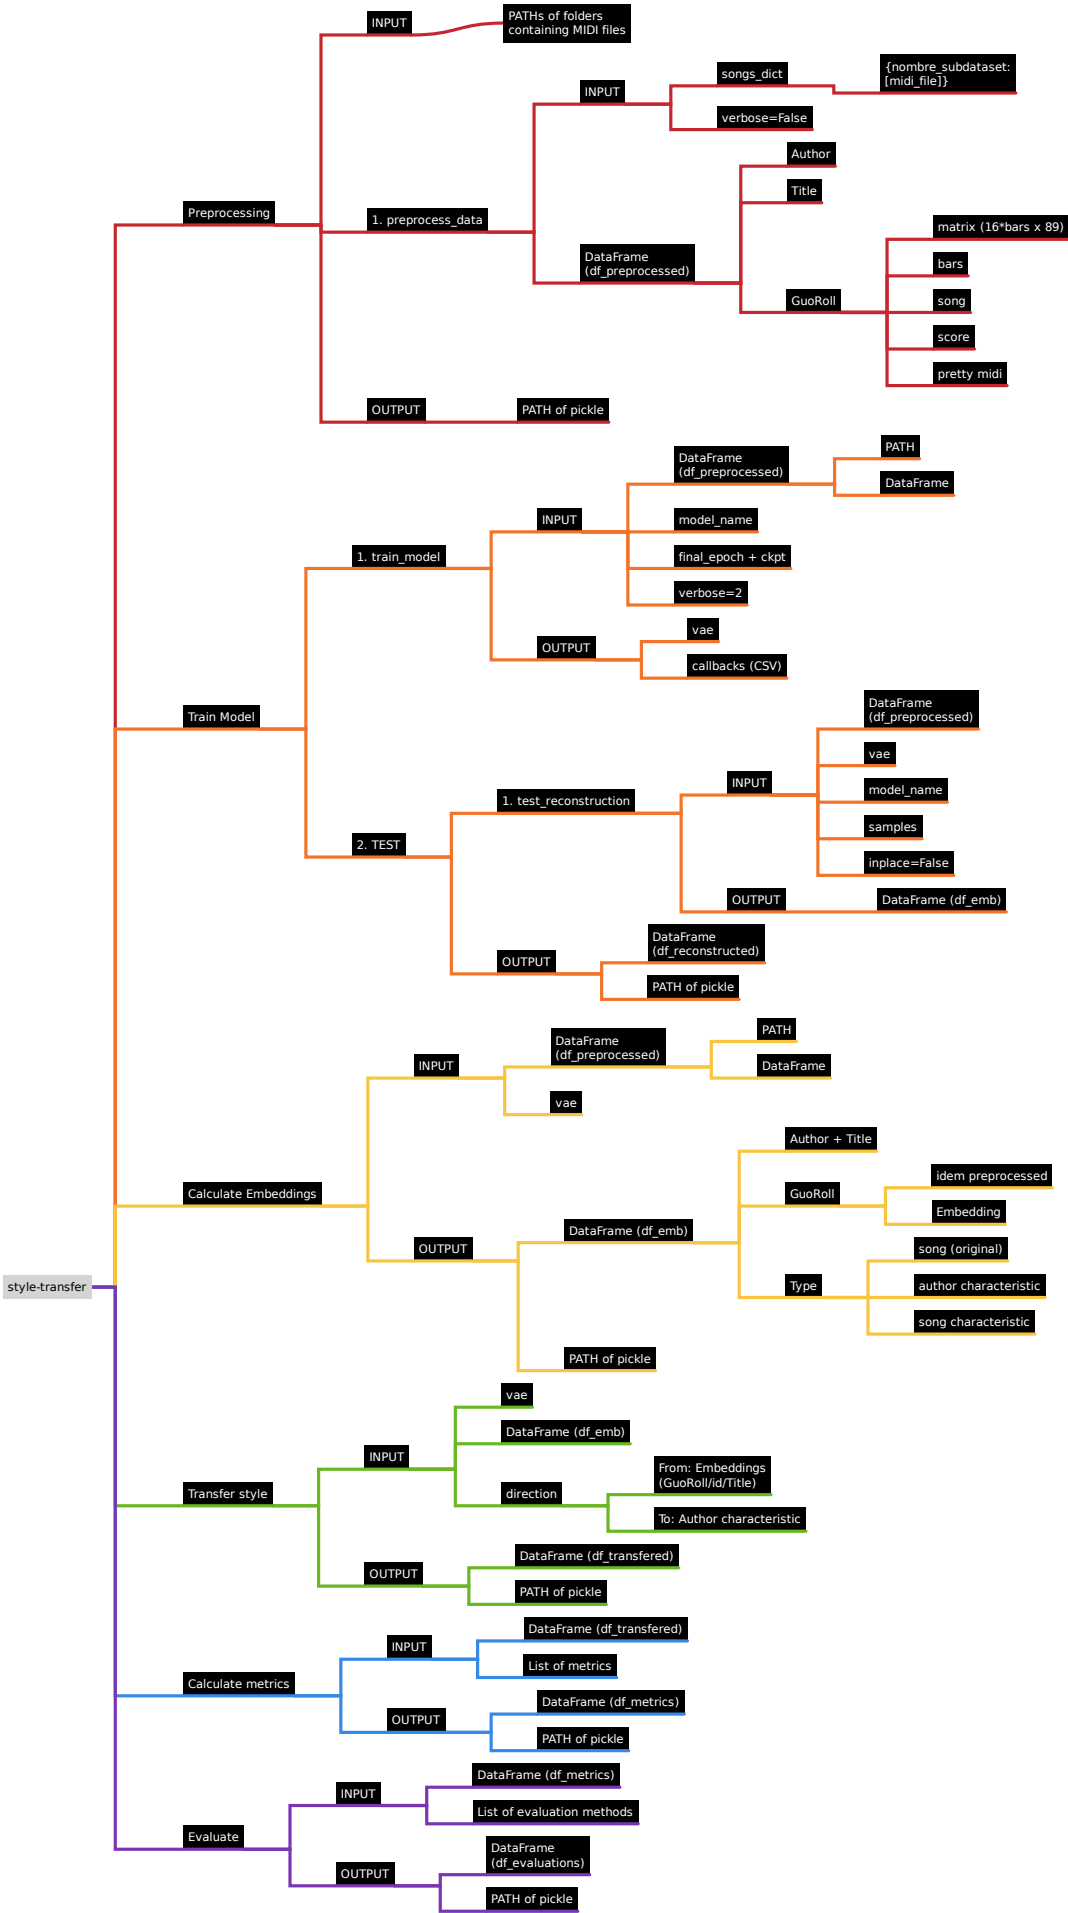 INPUT
PATHs of folders
containing MIDI files
songs_dict
{nombre_subdataset:
[midi_file]}
INPUT
verbose=False
Author
Title
Preprocessing
1. preprocess_data
DataFrame
(df_preprocessed)
matrix (16*bars x 89)
bars
GuoRoll
song
score
pretty midi
OUTPUT
PATH of pickle
DataFrame
(df_preprocessed)
PATH
DataFrame
INPUT
model_name
1. train_model
final_epoch + ckpt
verbose=2
OUTPUT
vae
callbacks (CSV)
Train Model
DataFrame
(df_preprocessed)
vae
INPUT
model_name
1. test_reconstruction
samples
2. TEST
inplace=False
OUTPUT
DataFrame (df_emb)
OUTPUT
DataFrame
(df_reconstructed)
PATH of pickle
INPUT
DataFrame
(df_preprocessed)
PATH
DataFrame
vae
Author + Title
Calculate Embeddings
GuoRoll
idem preprocessed
Embedding
OUTPUT
DataFrame (df_emb)
song (original)
Type
author characteristic
song characteristic
PATH of pickle
style-transfer
vae
DataFrame (df_emb)
INPUT
Transfer style
direction
From: Embeddings
(GuoRoll/id/Title)
To: Author characteristic
OUTPUT
DataFrame (df_transfered)
PATH of pickle
INPUT
DataFrame (df_transfered)
List of metrics
Calculate metrics
OUTPUT
DataFrame (df_metrics)
PATH of pickle
INPUT
DataFrame (df_metrics)
List of evaluation methods
Evaluate
OUTPUT
DataFrame
(df_evaluations)
PATH of pickle